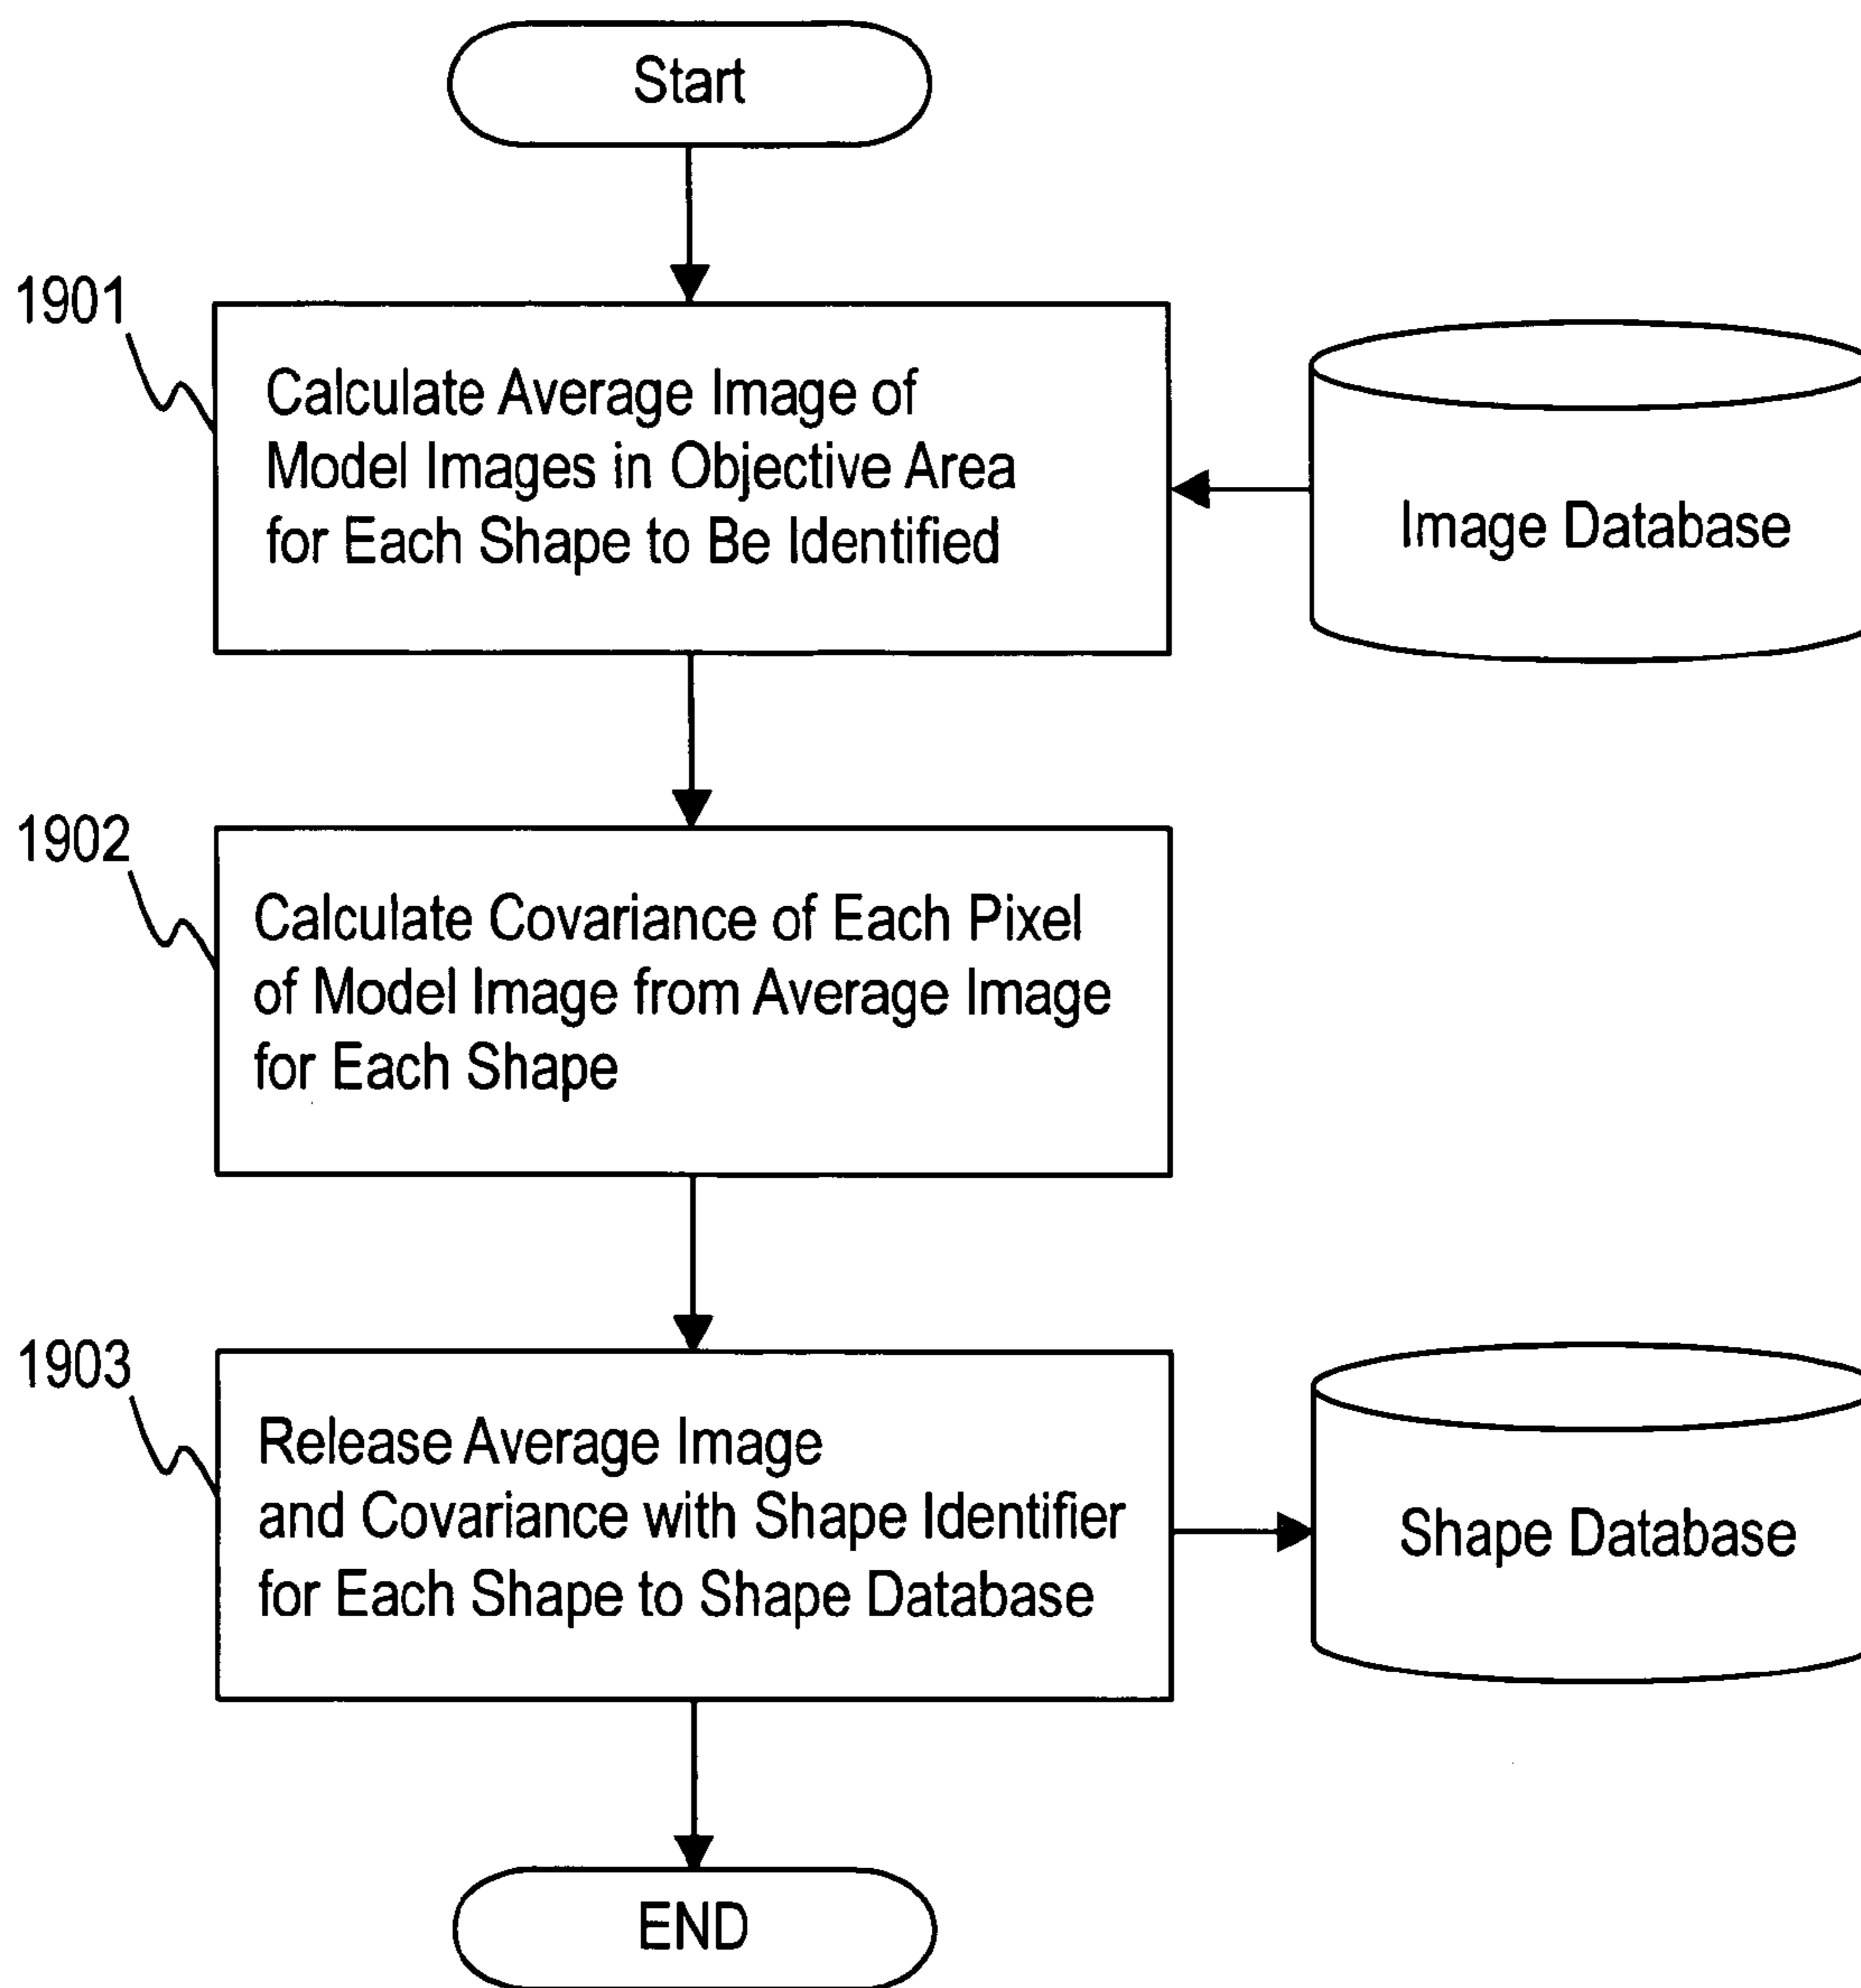 Start
1901
Calculate Average Image of
Model Images in Objective Area
for Each Shape to Be Identified
Image Database
1902
Calculate Covariance of Each Pixel
of Model Image from Average Image
for Each Shape
1903
Release Average Image
and Covariance with Shape Identifier
for Each Shape to Shape Database
Shape Database
END